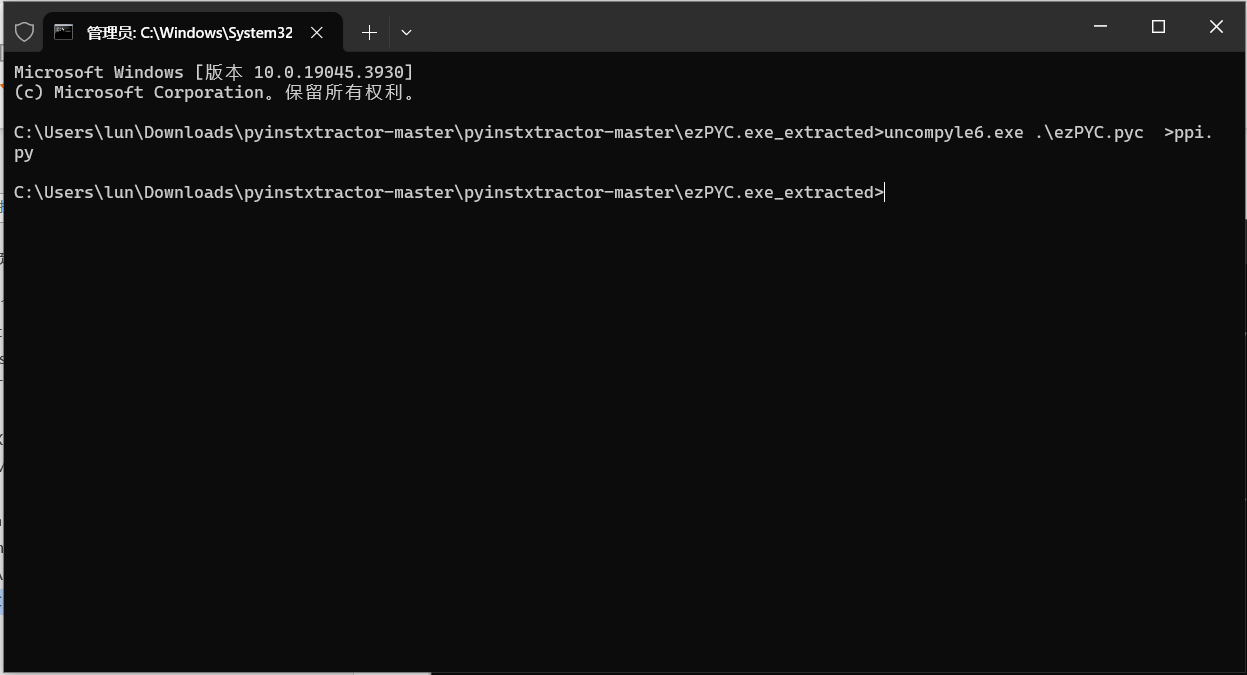 管理员: C:\Windows\System32
Microsoft Windows [版本 10.0.19045.3930]
(c) Microsoft Corporation。保留所有权利。
C:\Users\lun\Downloads\pyinstxtractor-master\pyinstxtractor-master\ezPYC.exe_extracted>uncompyle6.exe .\ezPYC.pyc  >ppi.
py
C:\Users\lun\Downloads\pyinstxtractor-master\pyinstxtractor-master\ezPYC.exe_extracted>